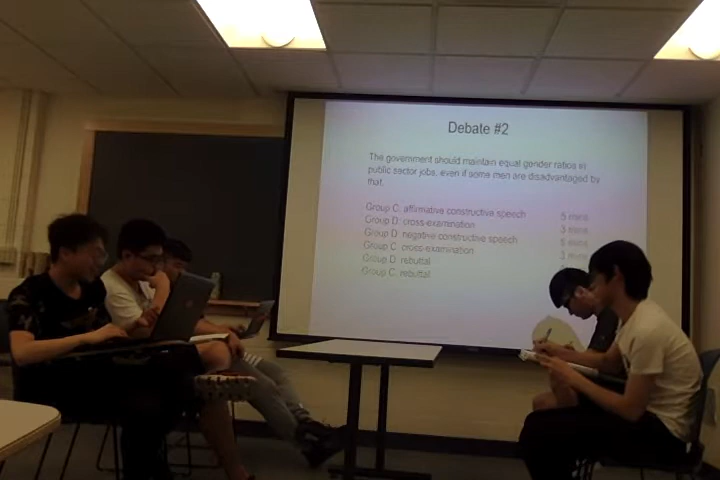 Debate #2
The government should maintain equal gender ratios in
public sector jobs, even if some men are disadvantaged by
that.
Group C: affirmative constructive speech 5 mins
Group D: cross-examination 3 mins
Group D: negative constructive speech 5 mins
Group C: cross-examination 3 mins
Group D: rebuttal
Group C: rebuttal